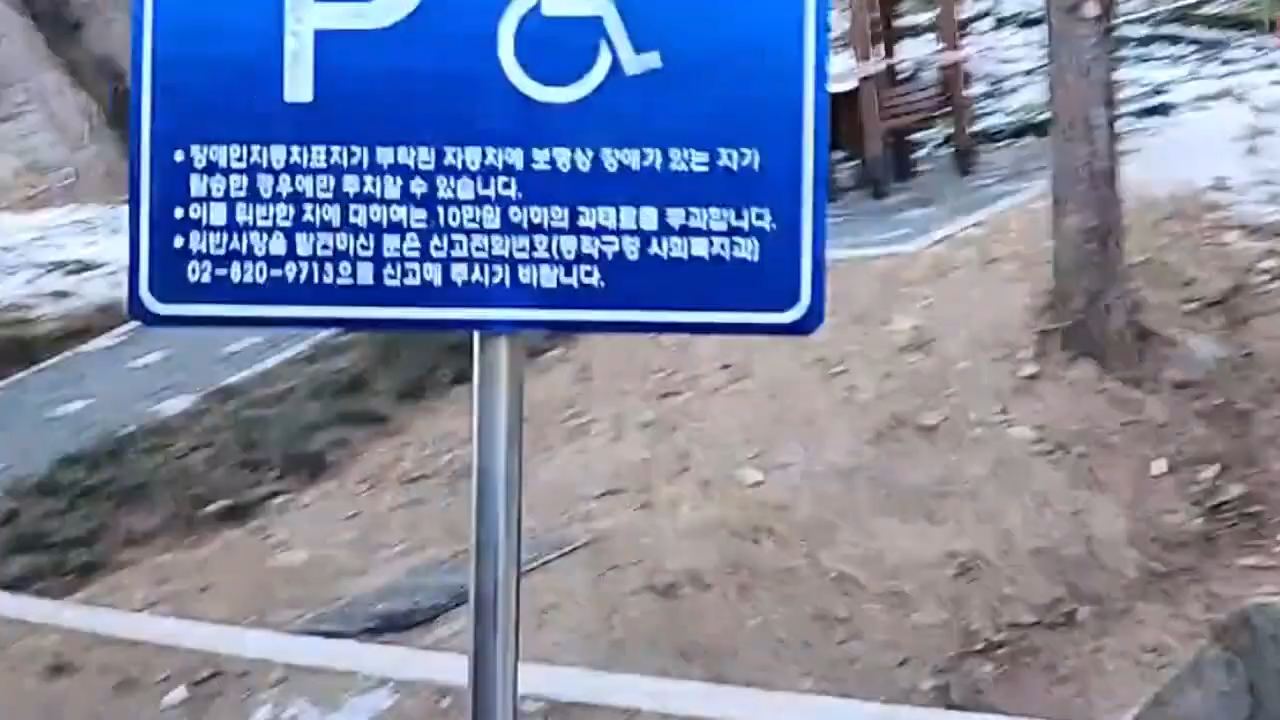 P
• 장애인자동차표지가 부착된 자동차에 보행상 장애가 있는 자가
탑승한 경우에만 주차할 수 있습니다.
• 이를 위반한 자에 대하여는 10만원 이하의 과태료를 부과합니다.
• 위반사항을 발견하신 분은 신고전화번호(동작구청 사회복지과)
02-820-9713으로 신고해 주시기 바랍니다.